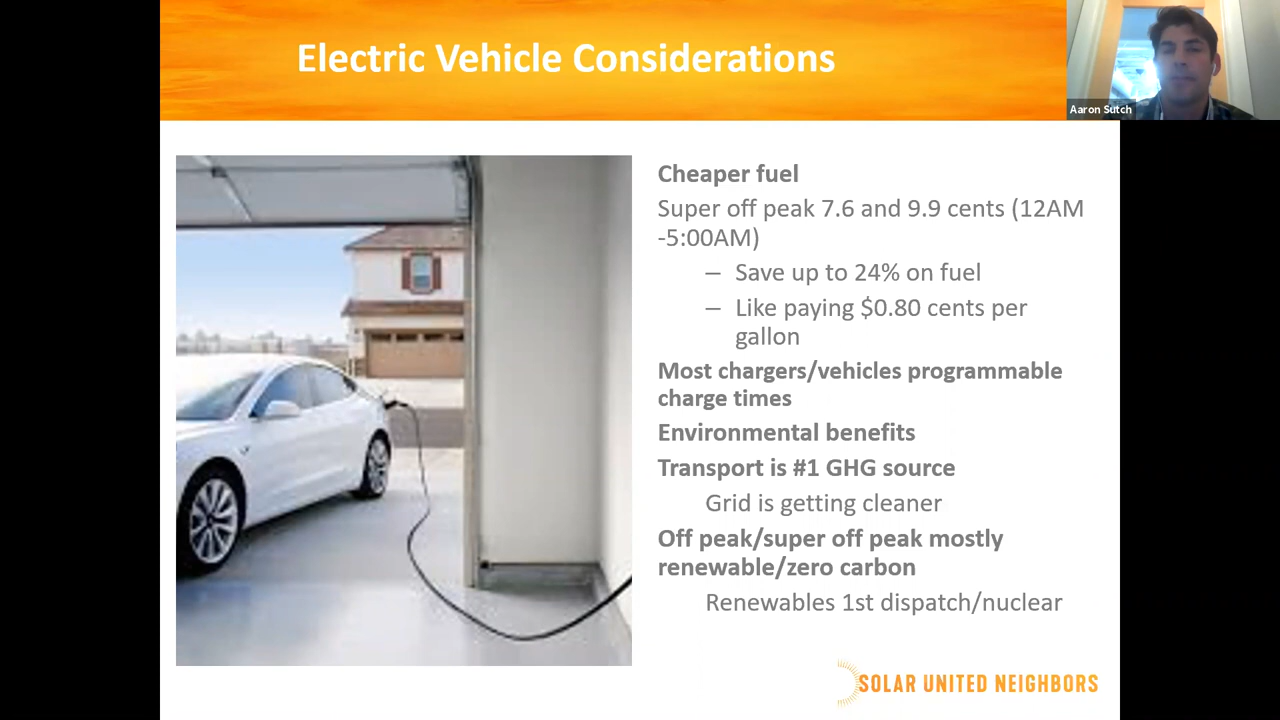 Electric Vehicle Considerations
Aaron Sutch
Cheaper fuel
Super off peak 7.6 and 9.9 cents (12AM
-5:00AM)
– Save up to 24% on fuel
– Like paying $0.80 cents per
gallon
Most chargers/vehicles programmable
charge times
Environmental benefits
Transport is #1 GHG source
Grid is getting cleaner
Off peak/super off peak mostly
renewable/zero carbon
Renewables 1st dispatch/nuclear
SOLAR UNITED NEIGHBORS